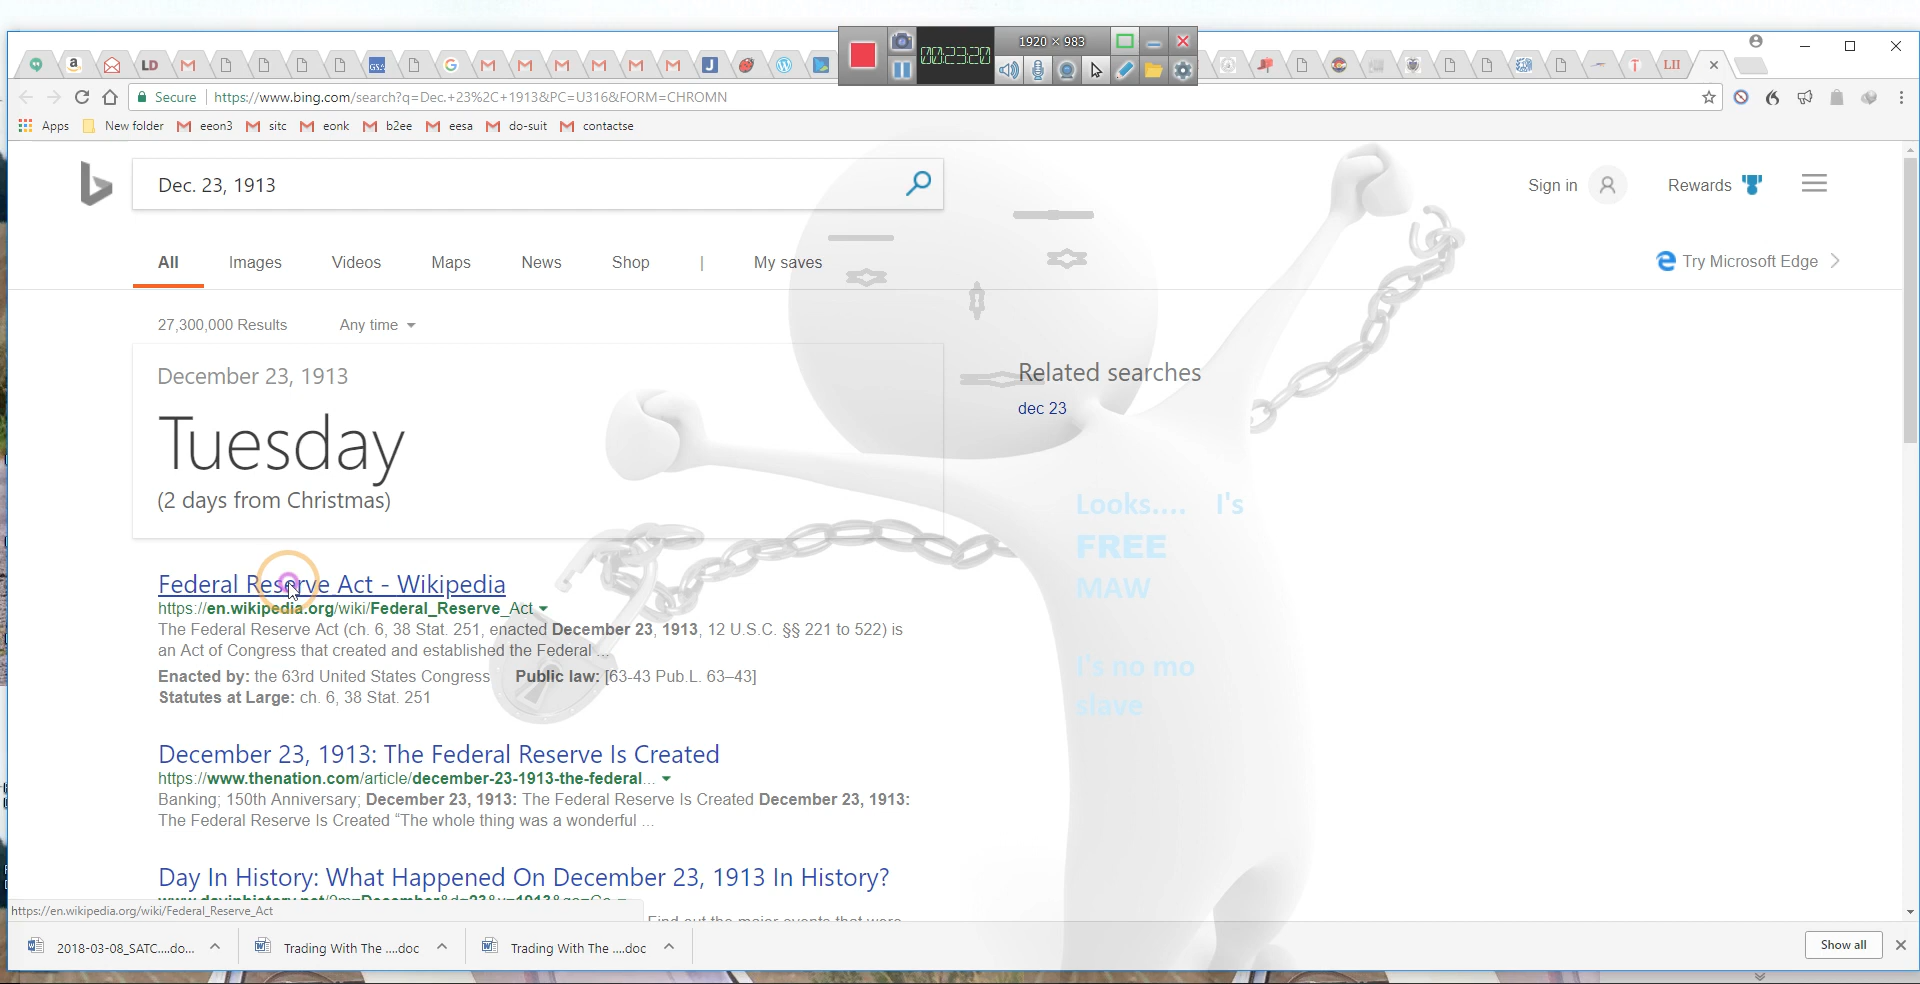 1920 × 983
00:23:20
LD
GSA
G
J
T
LII
Secure
https://www.bing.com/search?q=Dec.+23%2C+1913&PC=U316&FORM=CHROMN
Apps New folder eeon3 sitc eonk b2ee eesa do-suit contactse
Dec. 23, 1913
Sign in
Rewards
All Images Videos Maps News Shop | My saves
Try Microsoft Edge
27,300,000 Results Any time
December 23, 1913
Tuesday
(2 days from Christmas)
Related searches
dec 23
Looks.... I's
FREE
MAW
I's no mo
slave
Federal Reserve Act - Wikipedia
https://en.wikipedia.org/wiki/Federal_Reserve_Act
The Federal Reserve Act (ch. 6, 38 Stat. 251, enacted December 23, 1913, 12 U.S.C. §§ 221 to 522) is
an Act of Congress that created and established the Federal ...
Enacted by: the 63rd United States Congress Public law: [63-43 Pub.L. 63–43]
Statutes at Large: ch. 6, 38 Stat. 251
December 23, 1913: The Federal Reserve Is Created
https://www.thenation.com/article/december-23-1913-the-federal...
Banking; 150th Anniversary; December 23, 1913: The Federal Reserve Is Created December 23, 1913:
The Federal Reserve Is Created “The whole thing was a wonderful ...
Day In History: What Happened On December 23, 1913 In History?
https://en.wikipedia.org/wiki/Federal_Reserve_Act
2018-03-08_SATC....do... Trading With The ....doc Trading With The ....doc
Show all